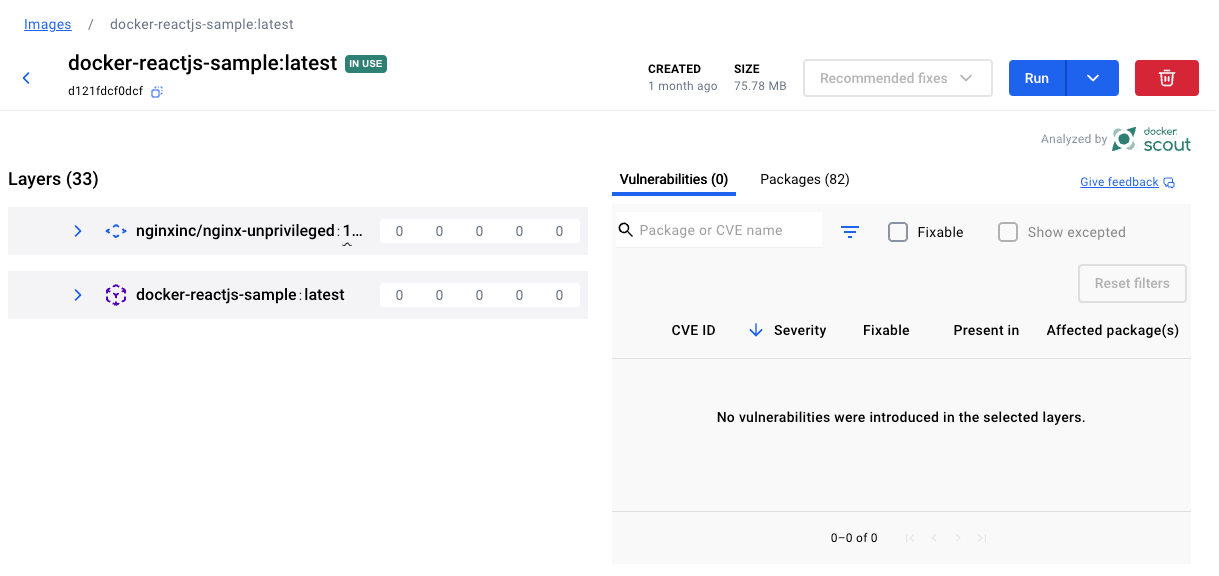 Images / docker-reactjs-sample:latest
docker-reactjs-sample:latest IN USE
d121fdcf0dcf
CREATED
1 month ago
SIZE
75.78 MB
Recommended fixes
Run
Analyzed by docker scout
Layers (33)
Vulnerabilities (0) Packages (82)
Give feedback
nginxinc/nginx-unprivileged:1... 0 0 0 0 0
docker-reactjs-sample:latest 0 0 0 0 0
Package or CVE name
Fixable
Show excepted
Reset filters
CVE ID Severity Fixable Present in Affected package(s)
No vulnerabilities were introduced in the selected layers.
0–0 of 0